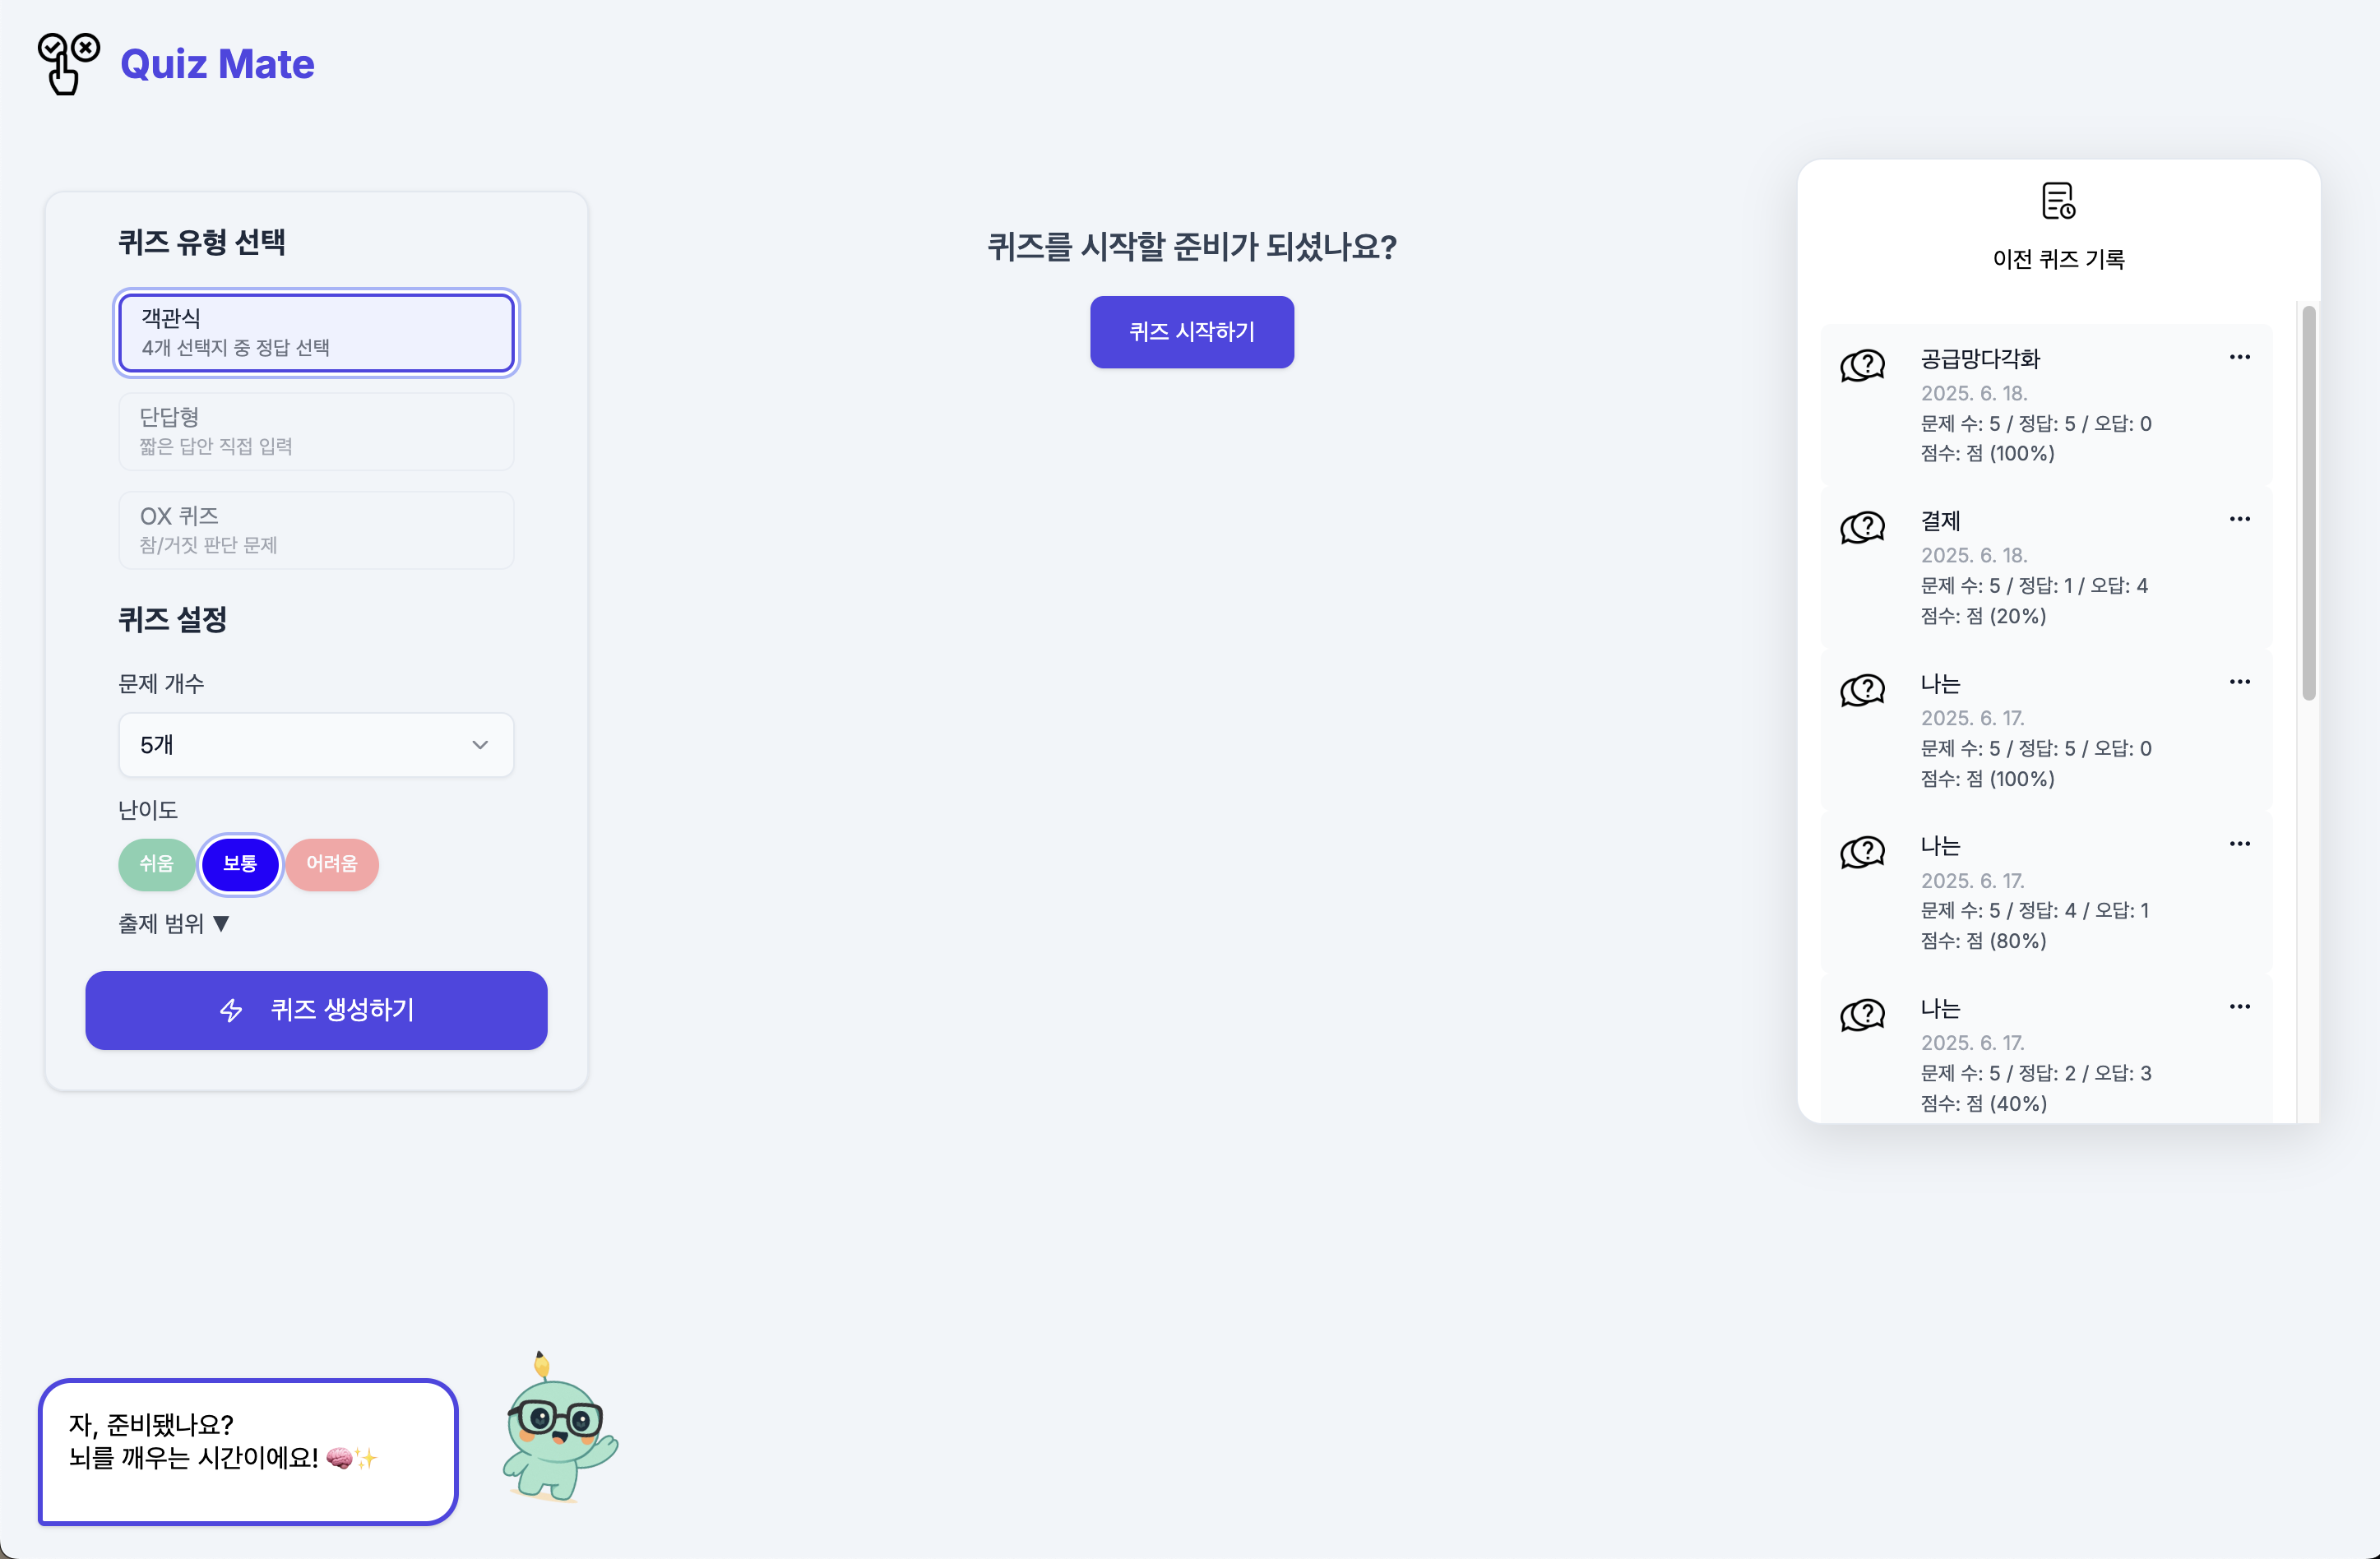 Quiz Mate
퀴즈 유형 선택
객관식
4개 선택지 중 정답 선택
단답형
짧은 답안 직접 입력
OX 퀴즈
참/거짓 판단 문제
퀴즈 설정
문제 개수
5개
난이도
쉬움 보통 어려움
출제 범위 ▼
퀴즈 생성하기
퀴즈를 시작할 준비가 되셨나요?
퀴즈 시작하기
이전 퀴즈 기록
공급망다각화
2025. 6. 18.
문제 수: 5 / 정답: 5 / 오답: 0
점수: 점 (100%)
결제
2025. 6. 18.
문제 수: 5 / 정답: 1 / 오답: 4
점수: 점 (20%)
나는
2025. 6. 17.
문제 수: 5 / 정답: 5 / 오답: 0
점수: 점 (100%)
나는
2025. 6. 17.
문제 수: 5 / 정답: 4 / 오답: 1
점수: 점 (80%)
나는
2025. 6. 17.
문제 수: 5 / 정답: 2 / 오답: 3
점수: 점 (40%)
자, 준비됐나요?
뇌를 깨우는 시간이에요! 🧠✨